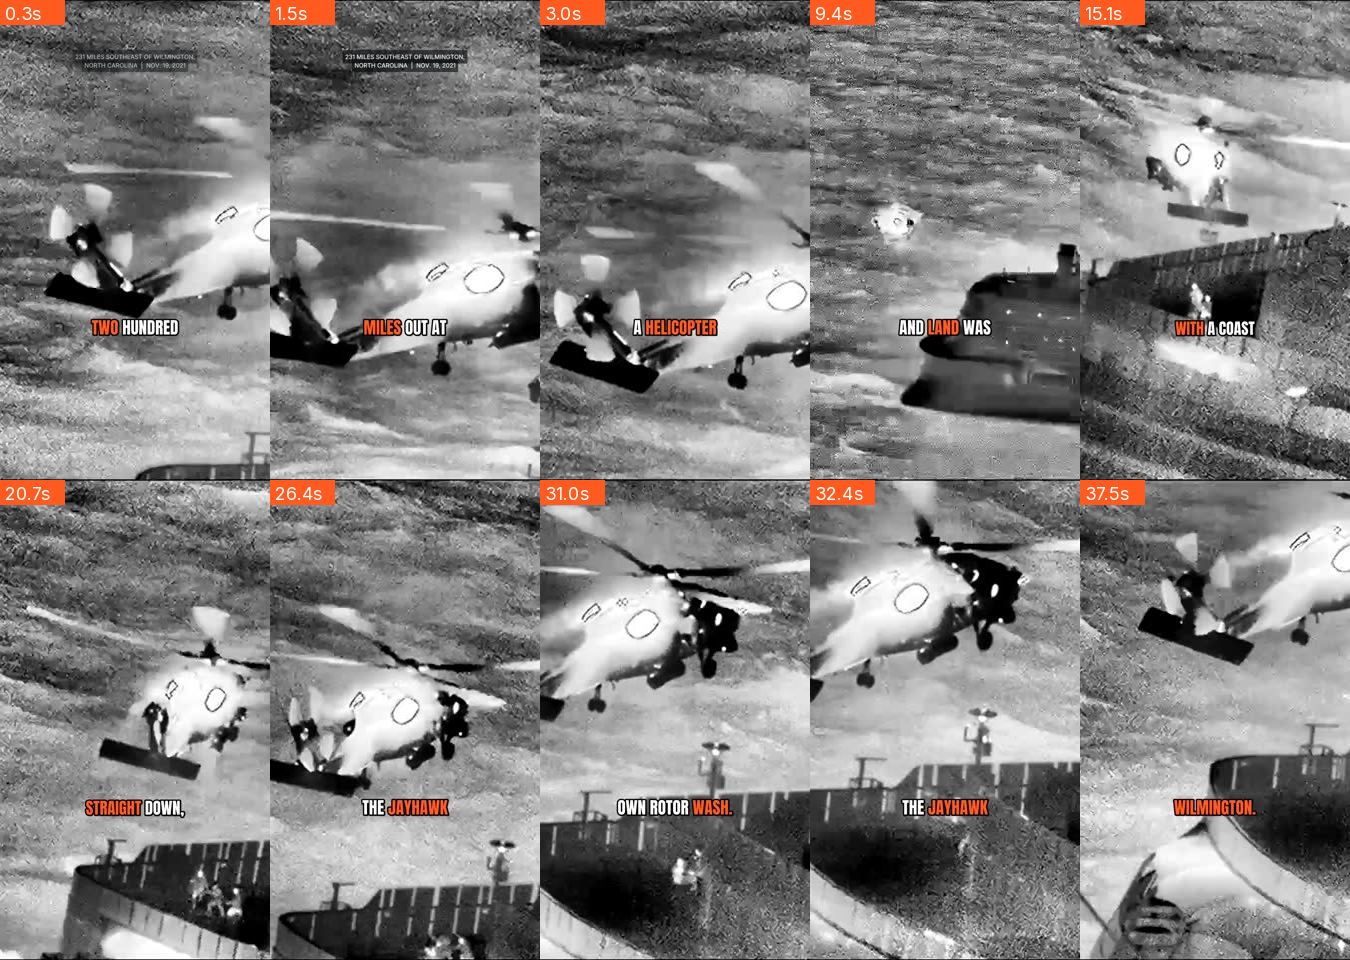 0.3s
231 MILES SOUTHEAST OF WILMINGTON,
NORTH CAROLINA | NOV. 19, 2021
TWO HUNDRED
1.5s
231 MILES SOUTHEAST OF WILMINGTON,
NORTH CAROLINA | NOV. 19, 2021
MILES OUT AT
3.0s
A HELICOPTER
9.4s
AND LAND WAS
15.1s
WITH A COAST
20.7s
STRAIGHT DOWN,
26.4s
THE JAYHAWK
31.0s
OWN ROTOR WASH.
32.4s
THE JAYHAWK
37.5s
WILMINGTON.